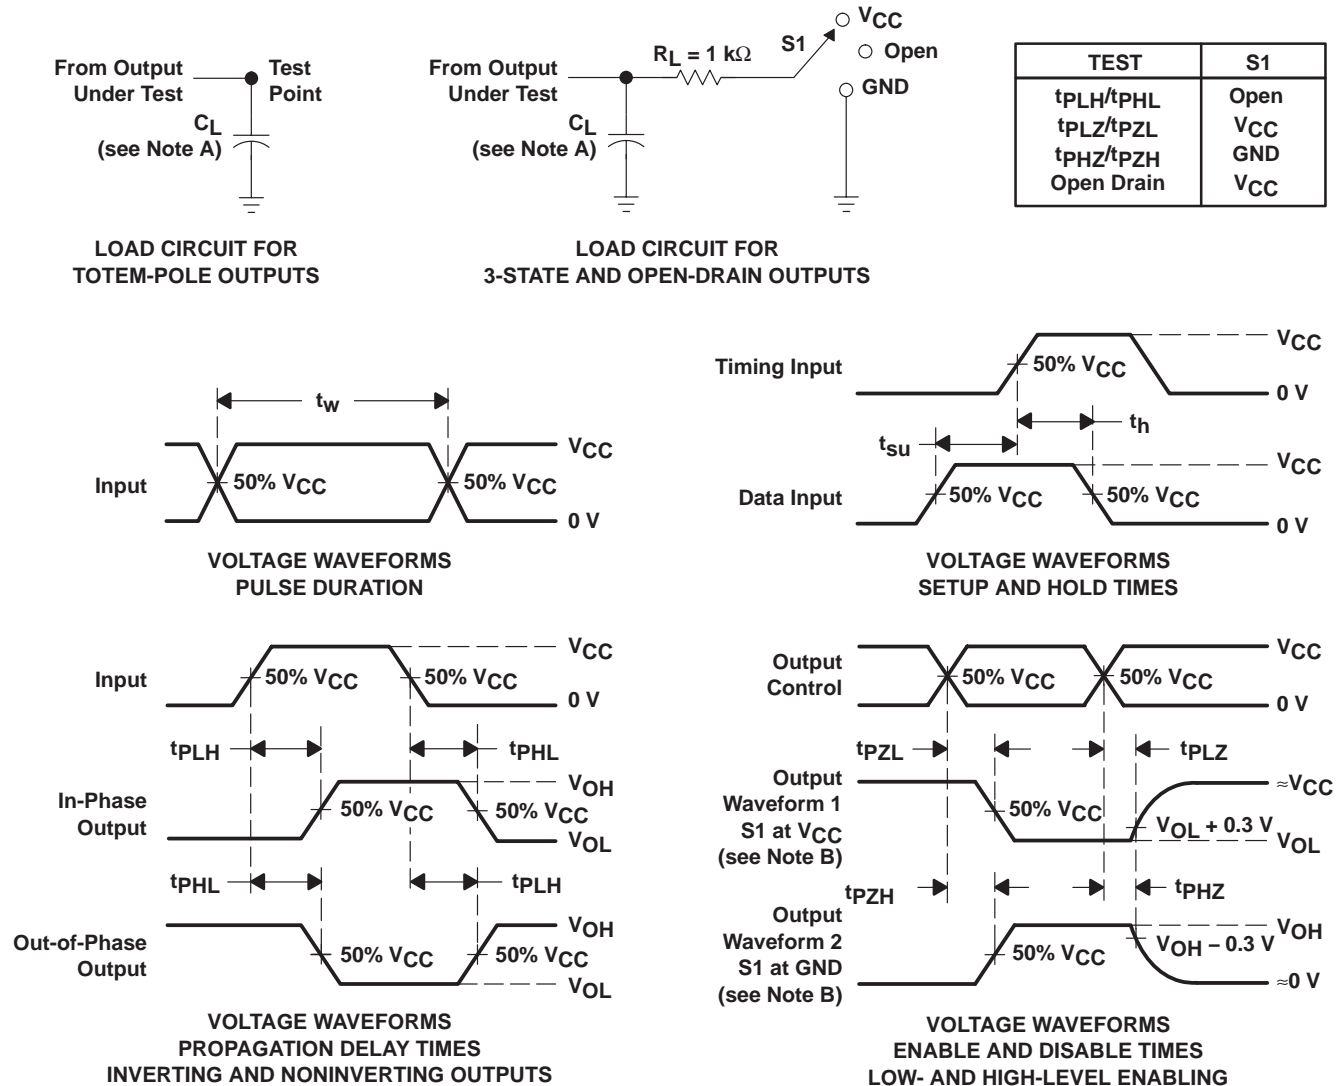 From Output
Under Test
Test
Point
CL
(see Note A)
LOAD CIRCUIT FOR
TOTEM-POLE OUTPUTS
From Output
Under Test
RL = 1 kΩ
S1
VCC
Open
GND
CL
(see Note A)
LOAD CIRCUIT FOR
3-STATE AND OPEN-DRAIN OUTPUTS
TEST S1
tPLH/tPHL Open
tPLZ/tPZL VCC
tPHZ/tPZH GND
Open Drain VCC
tw
Input
50% VCC
50% VCC
VCC
0 V
VOLTAGE WAVEFORMS
PULSE DURATION
Timing Input
50% VCC
VCC
0 V
tsu
th
Data Input
50% VCC
50% VCC
VCC
0 V
VOLTAGE WAVEFORMS
SETUP AND HOLD TIMES
Input
50% VCC
50% VCC
VCC
0 V
tPLH
tPHL
In-Phase
Output
50% VCC
50% VCC
VOH
VOL
tPHL
tPLH
Out-of-Phase
Output
50% VCC
50% VCC
VOH
VOL
VOLTAGE WAVEFORMS
PROPAGATION DELAY TIMES
INVERTING AND NONINVERTING OUTPUTS
Output
Control
50% VCC
50% VCC
VCC
0 V
tPZL
tPLZ
Output
Waveform 1
S1 at VCC
(see Note B)
50% VCC
VOL + 0.3 V
≈VCC
VOL
tPZH
tPHZ
Output
Waveform 2
S1 at GND
(see Note B)
50% VCC
VOH − 0.3 V
VOH
≈0 V
VOLTAGE WAVEFORMS
ENABLE AND DISABLE TIMES
LOW- AND HIGH-LEVEL ENABLING